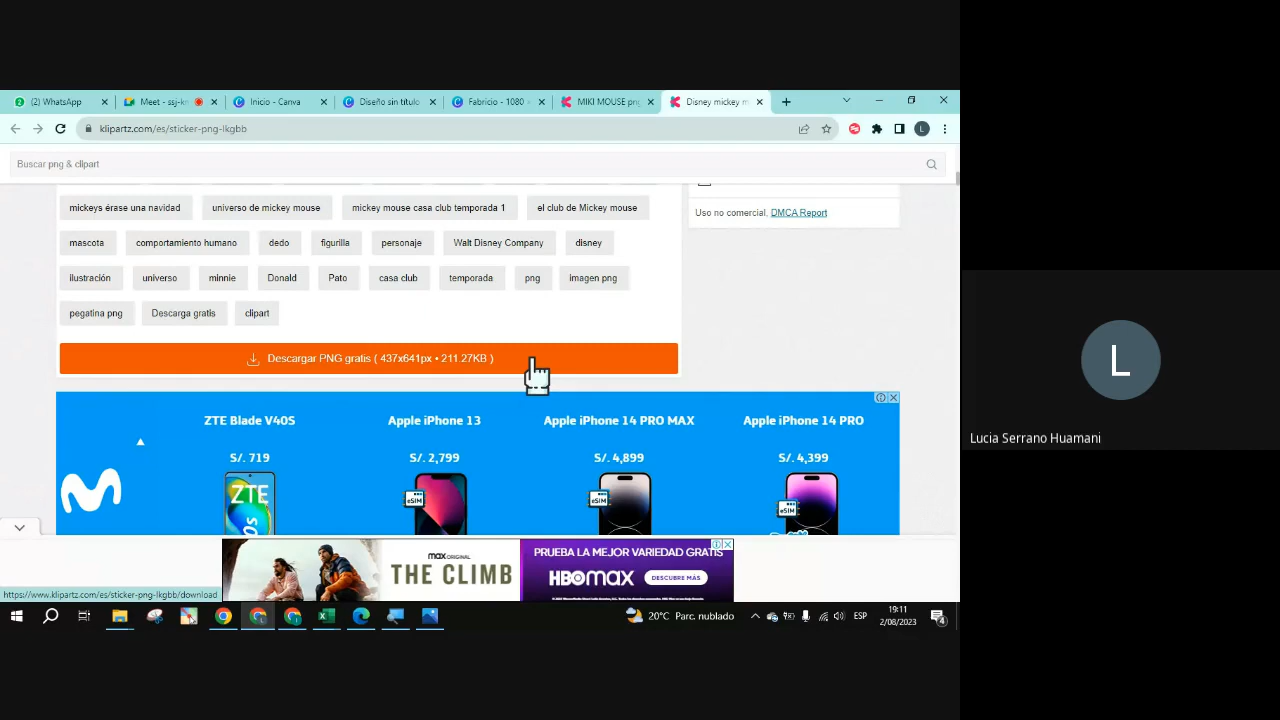 (2) WhatsApp
Meet - ssj-kr
Inicio - Canva
Diseño sin título
Fabricio - 1080
MIKI MOUSE png
Disney mickey m
klipartz.com/es/sticker-png-lkgbb
L
Buscar png & clipart
mickeys érase una navidad
universo de mickey mouse
mickey mouse casa club temporada 1
el club de Mickey mouse
Uso no comercial, DMCA Report
mascota
comportamiento humano
dedo
figurilla
personaje
Walt Disney Company
disney
ilustración
universo
minnie
Donald
Pato
casa club
temporada
png
imagen png
pegatina png
Descarga gratis
clipart
Descargar PNG gratis ( 437x641px • 211.27KB )
ZTE Blade V40S
Apple iPhone 13
Apple iPhone 14 PRO MAX
Apple iPhone 14 PRO
S/. 719
S/. 2,799
S/. 4,899
S/. 4,399
ZTE
eSIM
eSIM
eSIM
max ORIGINAL
THE CLIMB
PRUEBA LA MEJOR VARIEDAD GRATIS
HBOmax
DESCUBRE MÁS
https://www.klipartz.com/es/sticker-png-lkgbb/download
20°C Parc. nublado
ESP
19:11
2/08/2023
4
L
Lucia Serrano Huamani